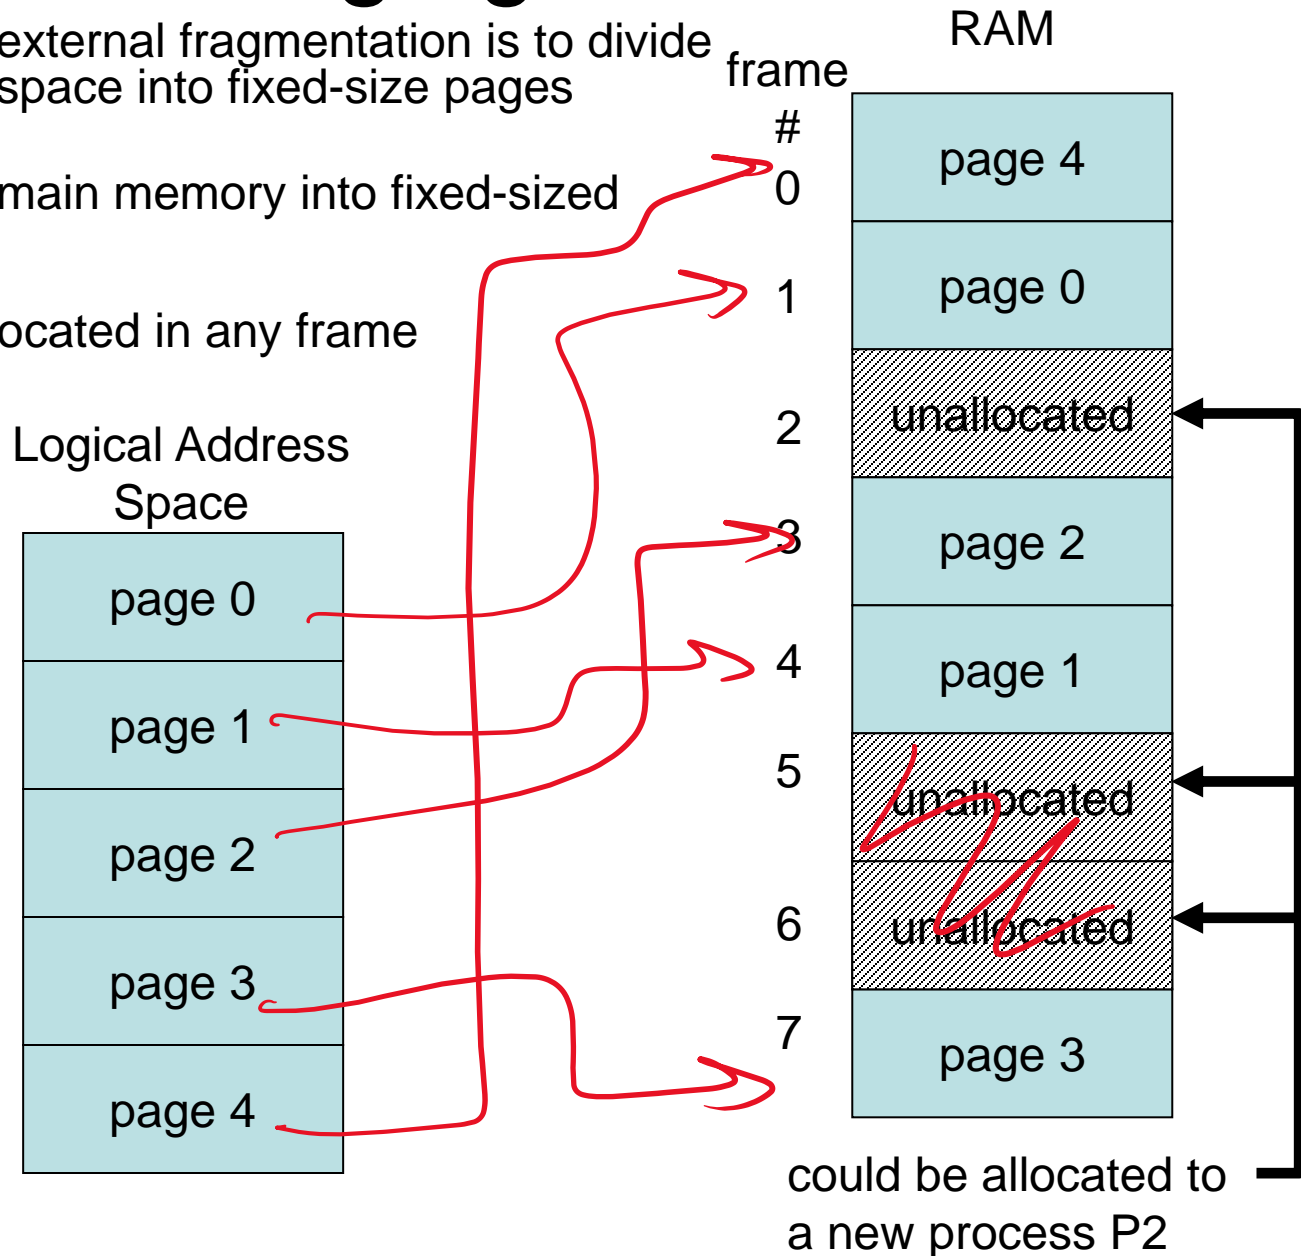 external fragmentation is to divide
space into fixed-size pages
main memory into fixed-sized
ocated in any frame
Logical Address
Space
page 0
page 1
page 2
page 3
page 4
RAM
frame
#
0
page 4
1
page 0
2
unallocated
3
page 2
4
page 1
5
unallocated
6
unallocated
7
page 3
could be allocated to
a new process P2